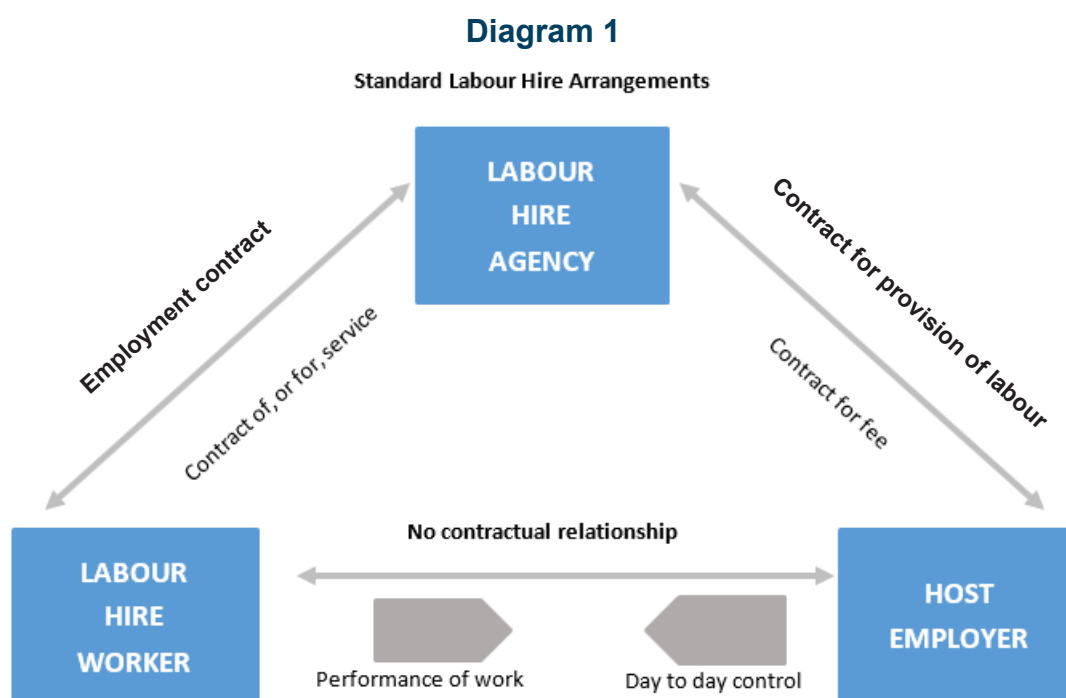 Diagram 1
Standard Labour Hire Arrangements
LABOUR
HIRE
AGENCY
Employment contract
Contract of, or for, service
Contract for provision of labour
Contract for fee
No contractual relationship
LABOUR
HIRE
WORKER
HOST
EMPLOYER
Performance of work
Day to day control